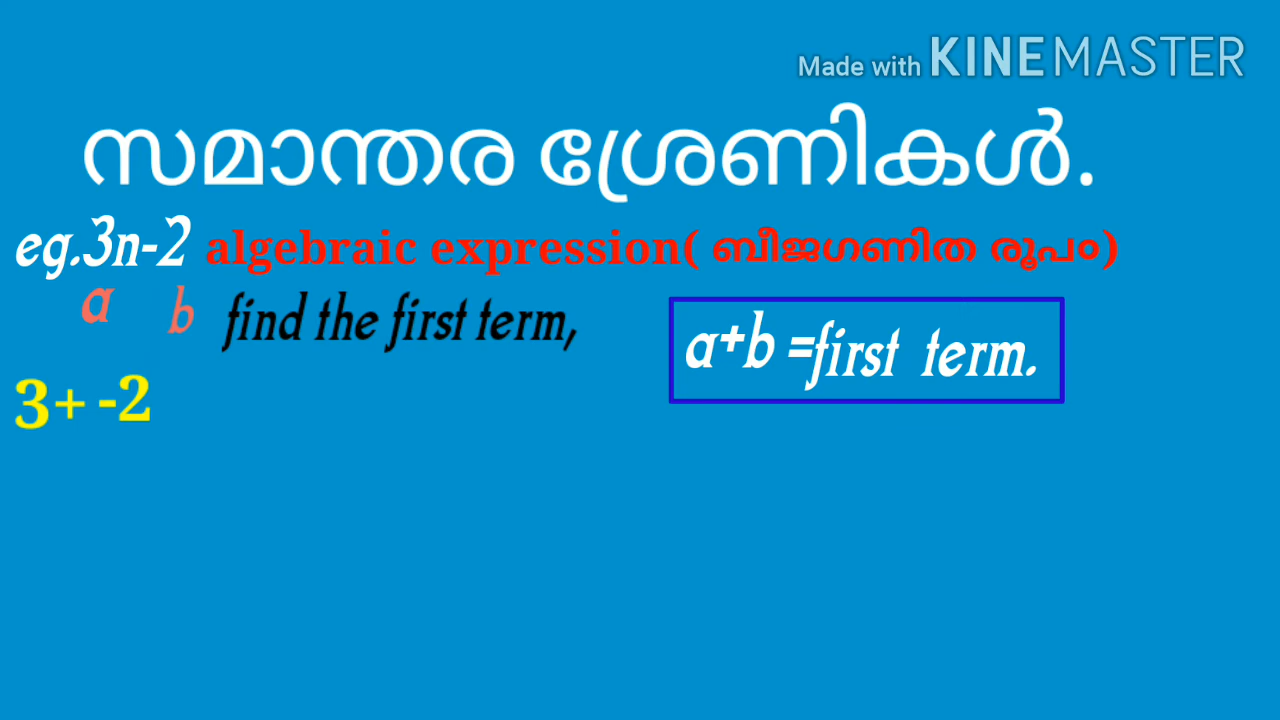 Made with KINEMASTER
സമാന്തര ശ്രേണികൾ.
eg.3n-2 algebraic expression( ബീജഗണിത രൂപം)
a b find the first term,
a+b =first term.
3+ -2